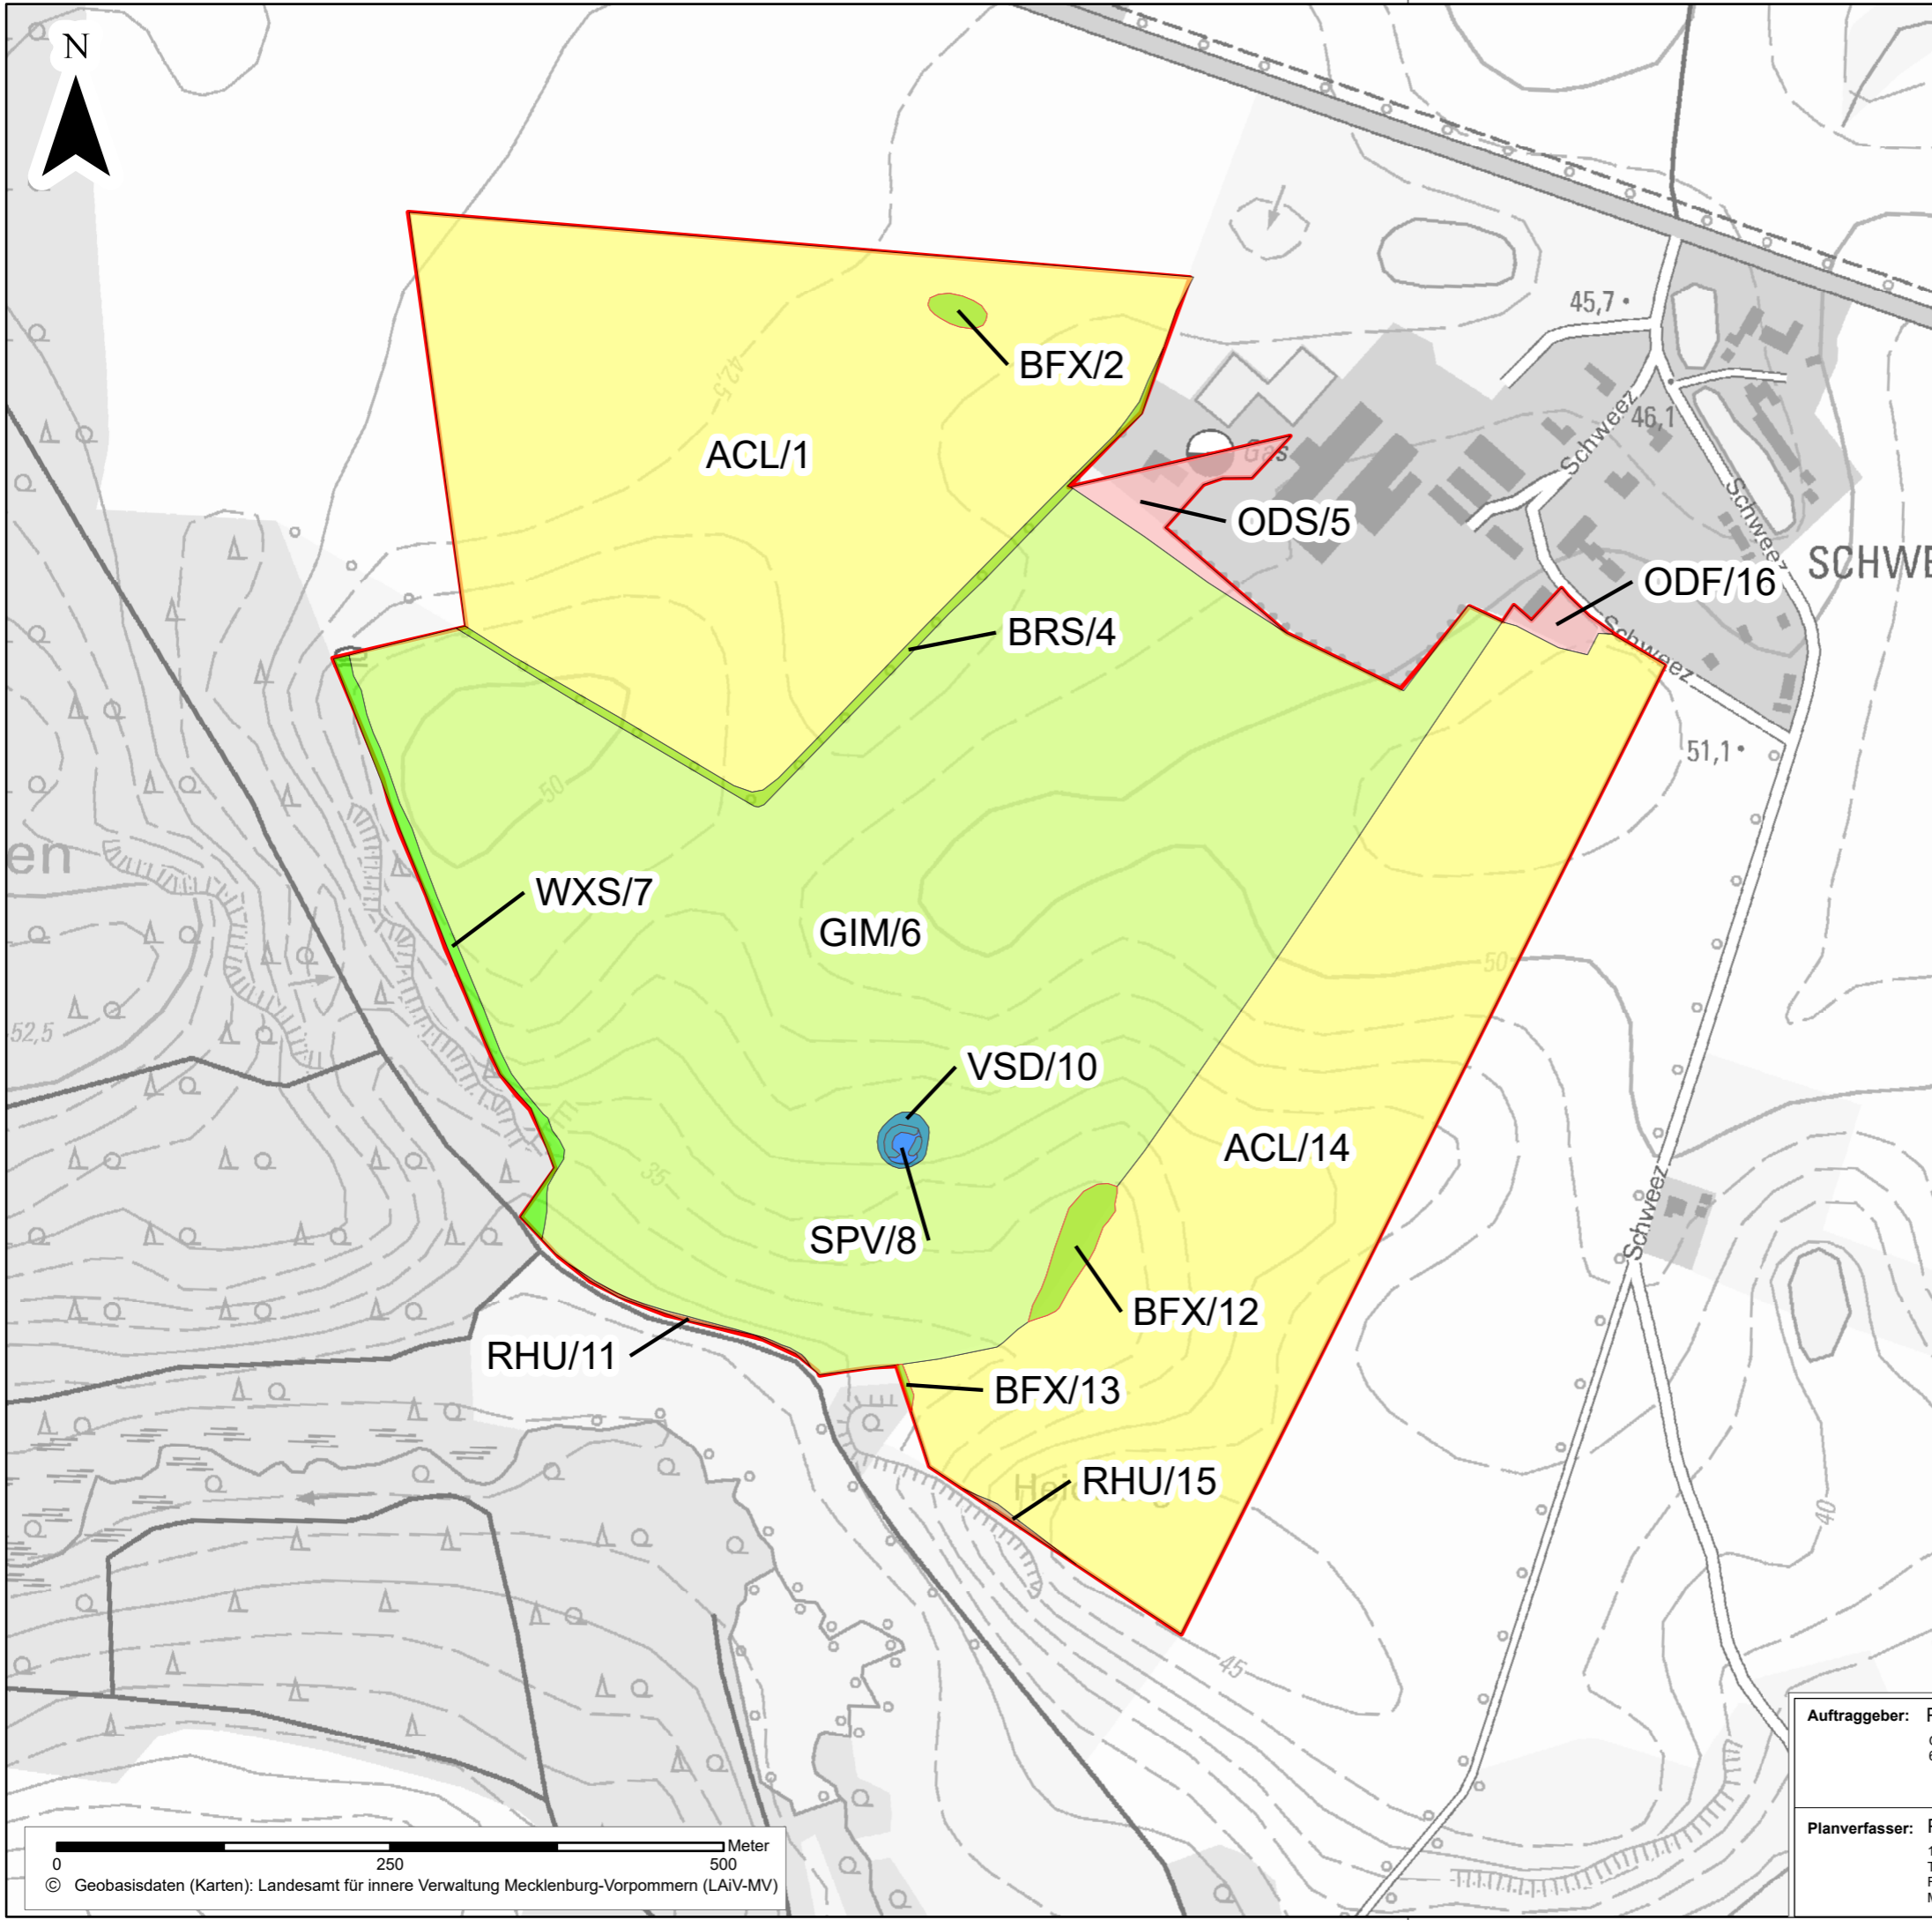 N
45,7
42,5
BFX/2
46,1
Schweez
ACL/1
Gas
Schweez
ODS/5
SCHWE
ODF/16
BRS/4
Schweez
51,1
50
en
WXS/7
GIM/6
50
52,5
VSD/10
ACL/14
35
Schweez
SPV/8
BFX/12
RHU/11
BFX/13
RHU/15
40
45
Auftraggeber:
Planverfasser:
Meter
0
250
500
© Geobasisdaten (Karten): Landesamt für innere Verwaltung Mecklenburg-Vorpommern (LAiV-MV)